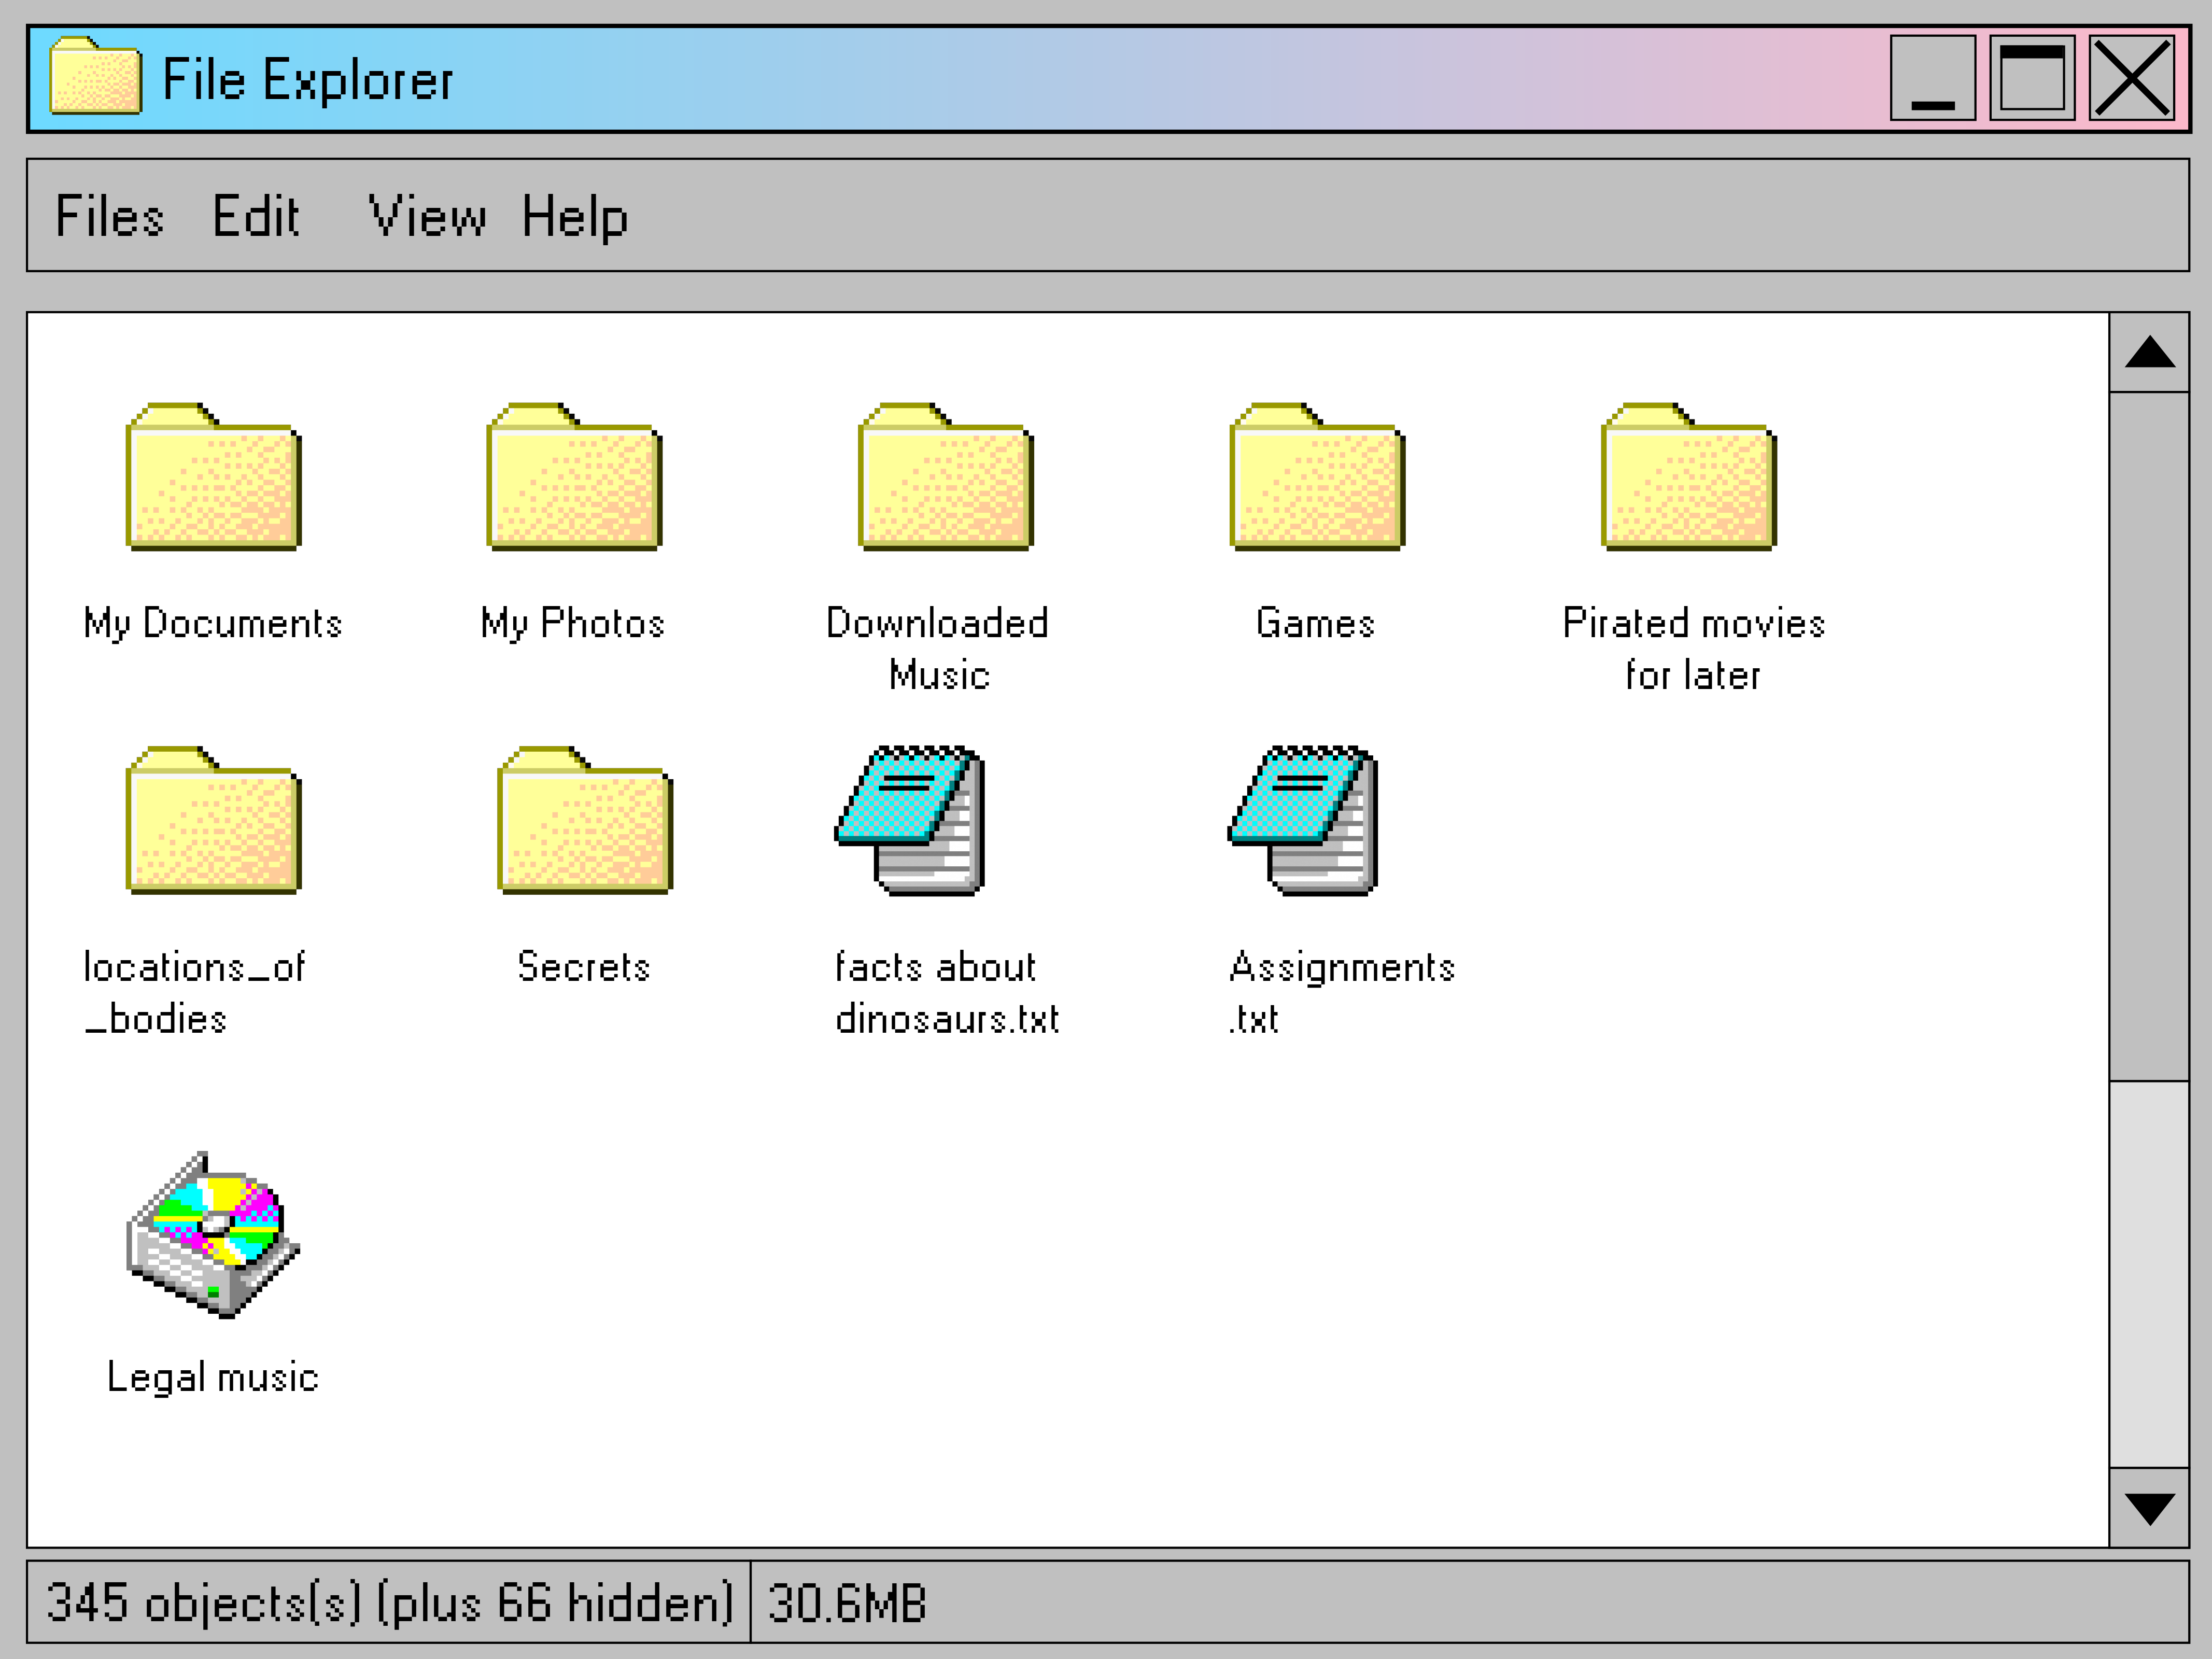 File Explorer
Files Edit View Help
My Documents
My Photos
Downloaded
Music
Games
Pirated movies
for later
locations_of
_bodies
Secrets
facts about
dinosaurs.txt
Assignments
.txt
Legal music
345 objects(s) (plus 66 hidden)
30.6MB